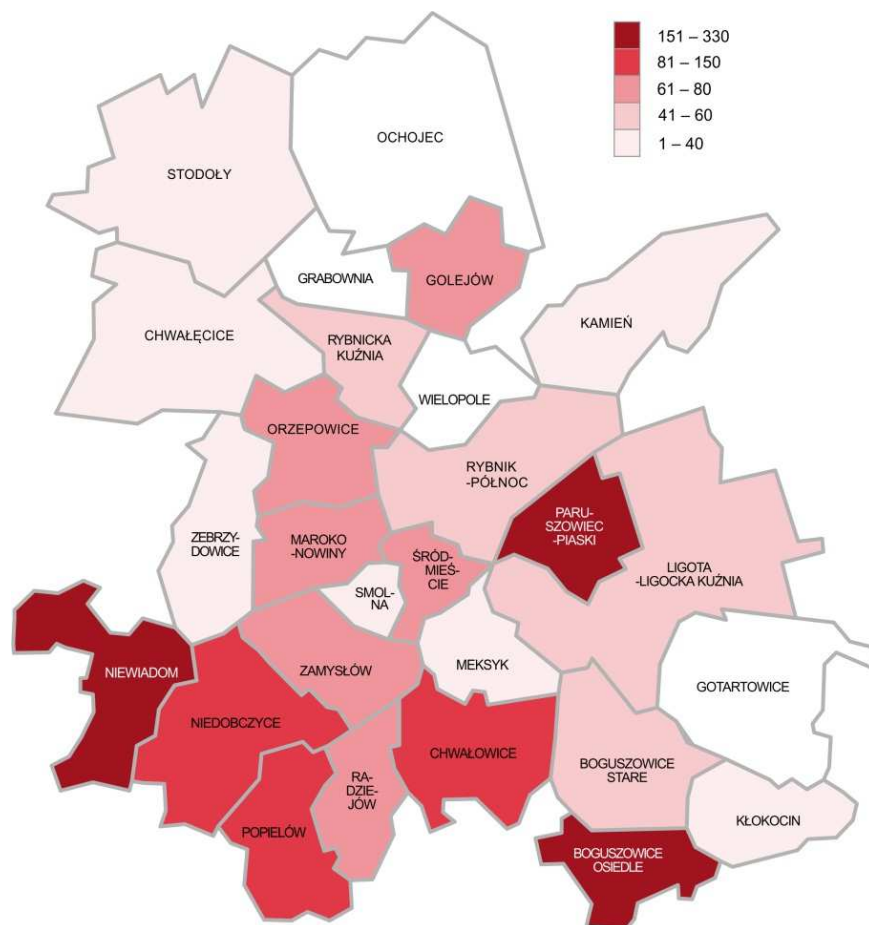 151 – 330
81 – 150
61 – 80
41 – 60
1 – 40
OCHOJEC
STODOŁY
GRABOWNIA
GOLEJÓW
KAMIEŃ
CHWAŁĘCICE
RYBNICKA
KUŹNIA
WIELOPOLE
ORZEPOWICE
RYBNIK
-PÓŁNOC
PARU-
SZOWIEC
-PIASKI
ZEBRZY-
DOWICE
MAROKO
-NOWINY
ŚRÓD-
MIEŚ-
CIE
LIGOTA
-LIGOCKA KUŹNIA
SMOL-
NA
NIEWIADOM
ZAMYSŁÓW
MEKSYK
GOTARTOWICE
NIEDOBCZYCE
CHWAŁOWICE
BOGUSZOWICE
STARE
RA-
DZIE-
JÓW
POPIELÓW
KŁOKOCIN
BOGUSZOWICE
OSIEDLE